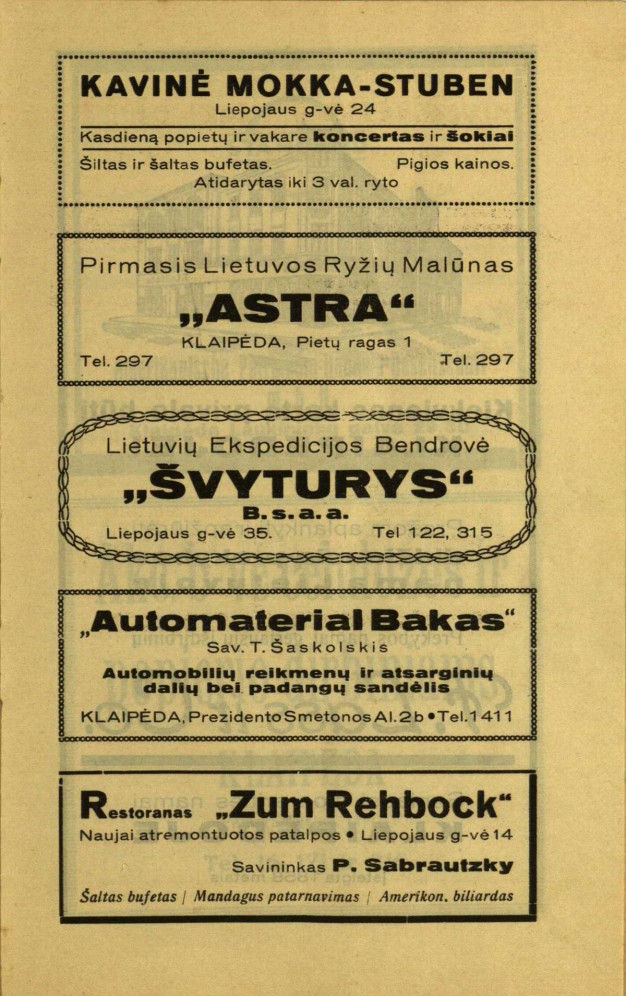 KAVINĖ MOKKA-STUBEN
Liepojaus g-vė 24
Kasdieną popietų ir vakare koncertas ir šokiai
Šiltas ir šaltas bufetas. Pigios kainos.
Atidarytas iki 3 val. ryto
Pirmasis Lietuvos Ryžių Malūnas
„ASTRA“
KLAIPĖDA, Pietų ragas 1
Tel. 297 Tel. 297
Lietuvių Ekspedicijos Bendrovė
„ŠVYTURYS“
B. s. a. a.
Liepojaus g-vė 35. Tel 122, 315
„Automaterial Bakas“
Sav. T. Šaskolskis
Automobilių reikmenų ir atsarginių
dalių bei padangų sandėlis
KLAIPĖDA, Prezidento Smetonos Al. 2b • Tel. 1411
Restoranas „Zum Rehbock“
Naujai atremontuotos patalpos • Liepojaus g-vė 14
Savininkas P. Sabrautzky
Šaltas bufetas / Mandagus patarnavimas / Amerikon. biliardas